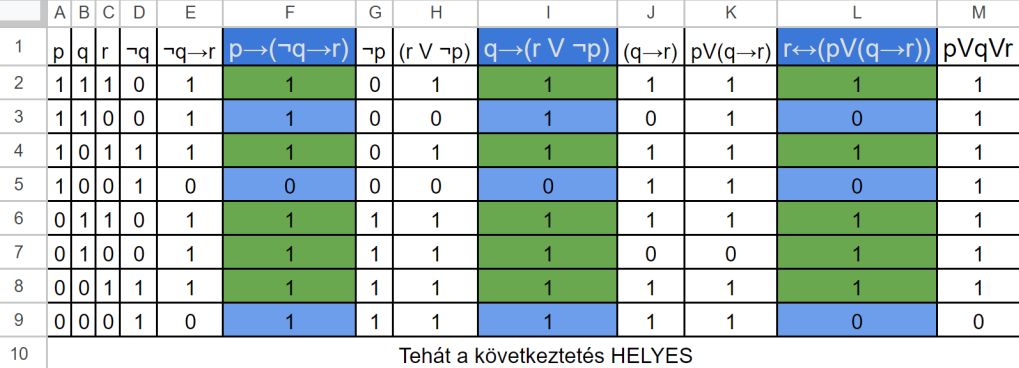 A B C D E F G H I J K L M
1 p q r ¬q ¬q→r p→(¬q→r) ¬p (r V ¬p) q→(r V ¬p) (q→r) pV(q→r) r↔(pV(q→r)) pVqVr
2 1 1 1 0 1 1 0 1 1 1 1 1 1
3 1 1 0 0 1 1 0 0 1 0 1 0 1
4 1 0 1 1 1 1 0 1 1 1 1 1 1
5 1 0 0 1 0 0 0 0 0 1 1 0 1
6 0 1 1 0 1 1 1 1 1 1 1 1 1
7 0 1 0 0 1 1 1 1 1 0 0 1 1
8 0 0 1 1 1 1 1 1 1 1 1 1 1
9 0 0 0 1 0 1 1 1 1 1 1 0 0
10 Tehát a következtetés HELYES